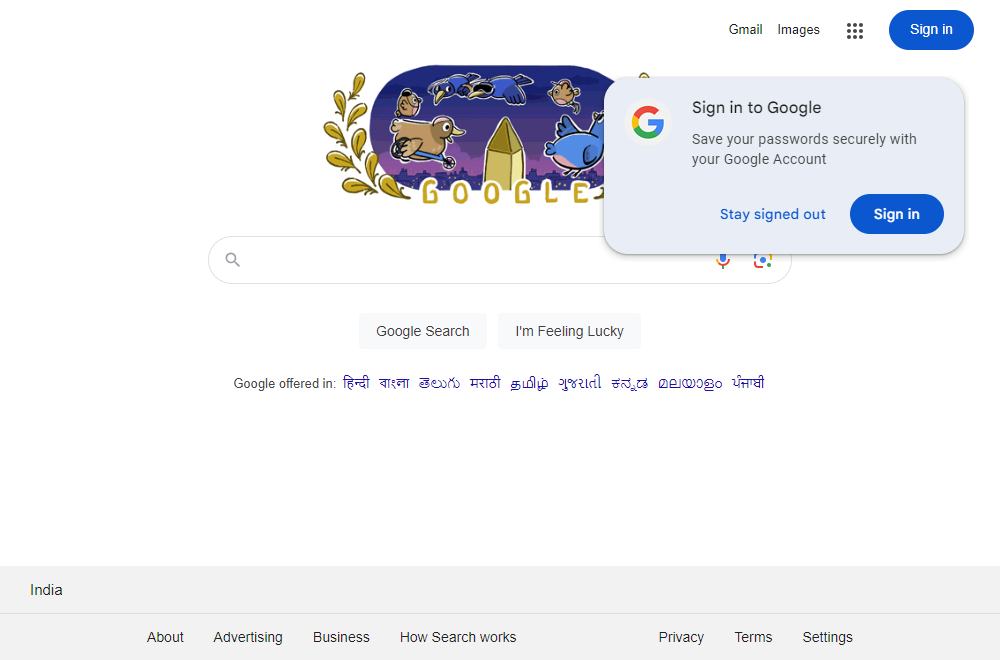 Gmail Images Sign in
Sign in to Google
Save your passwords securely with
your Google Account
Stay signed out Sign in
GOOGLE
Google Search I'm Feeling Lucky
Google offered in: हिन्दी বাংলা తెలుగు मराठी தமிழ் ગુજરાતી ಕನ್ನಡ മലയാളം ਪੰਜਾਬੀ
India
About Advertising Business How Search works Privacy Terms Settings